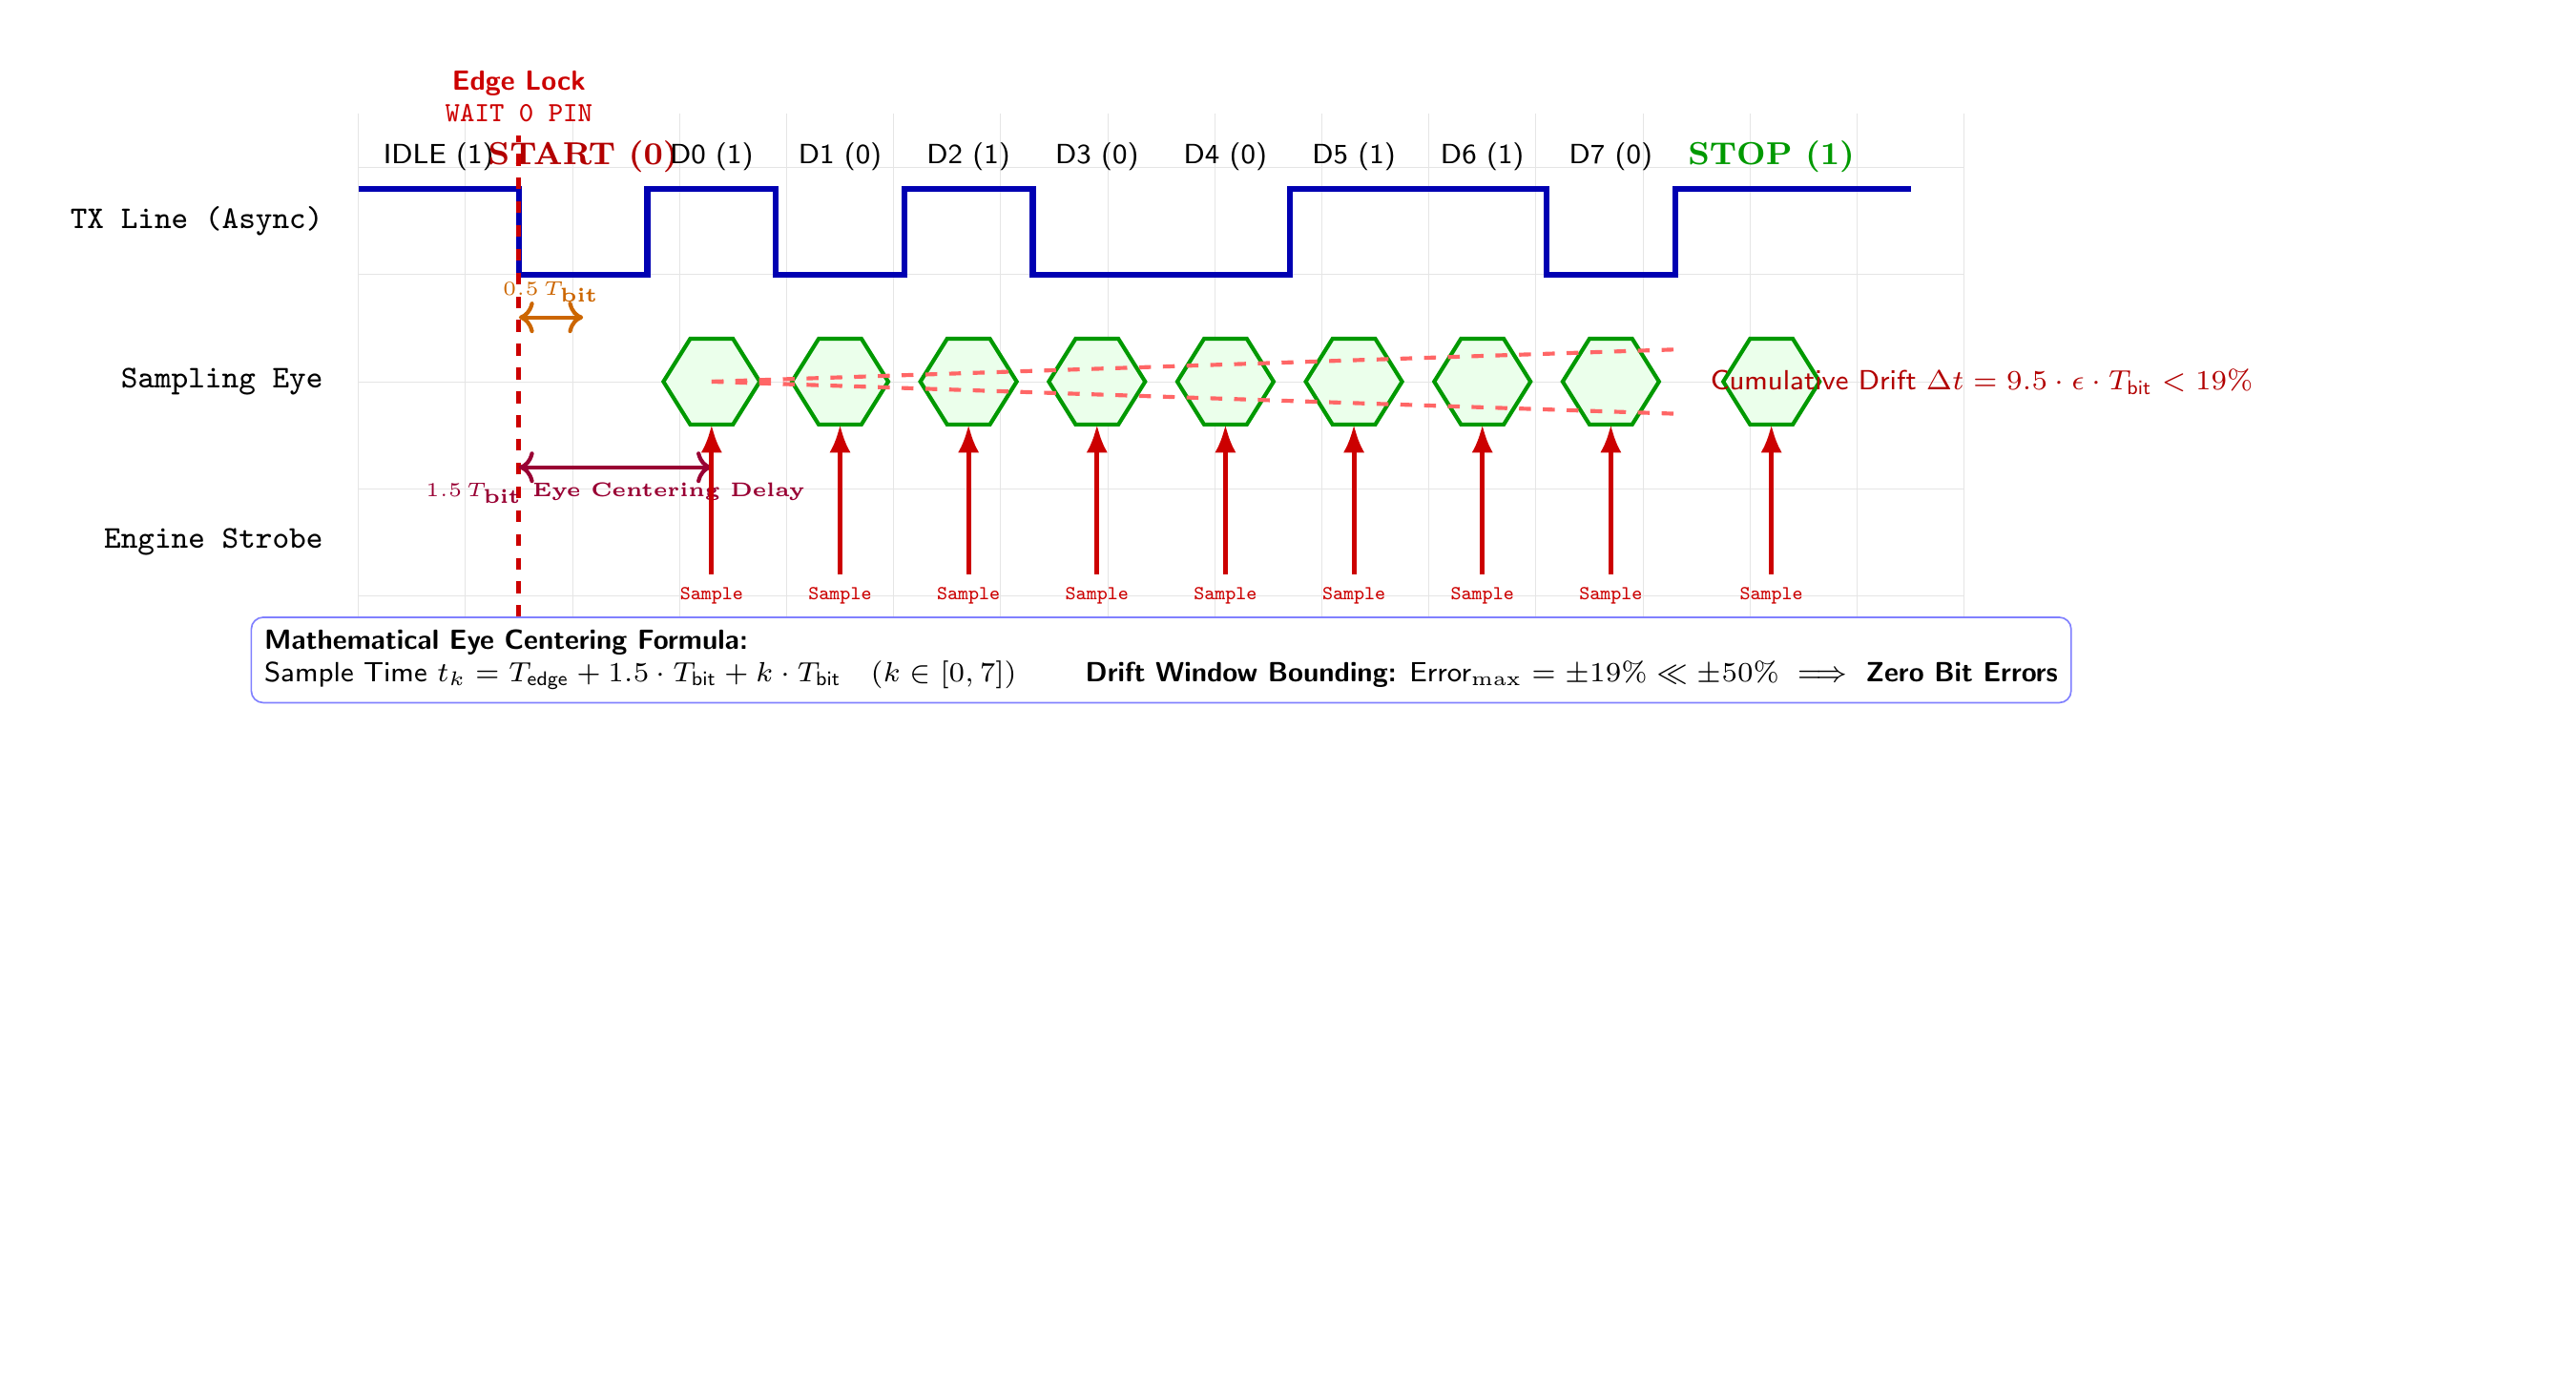 Edge Lock
WAIT 0 PIN
IDLE (1) START (0) D0 (1) D1 (0) D2 (1) D3 (0) D4 (0) D5 (1) D6 (1) D7 (0) STOP (1)
TX Line (Async)
0.5 T_bit
Sampling Eye
Cumulative Drift Δt = 9.5 · ϵ · T_bit < 19%
1.5 T_bit Eye Centering Delay
Engine Strobe
Sample Sample Sample Sample Sample Sample Sample Sample Sample
Mathematical Eye Centering Formula:
Sample Time t_k = T_edge + 1.5 · T_bit + k · T_bit (k ∈ [0, 7]) Drift Window Bounding: Error_max = ±19% ≪ ±50% ⟹ Zero Bit Errors